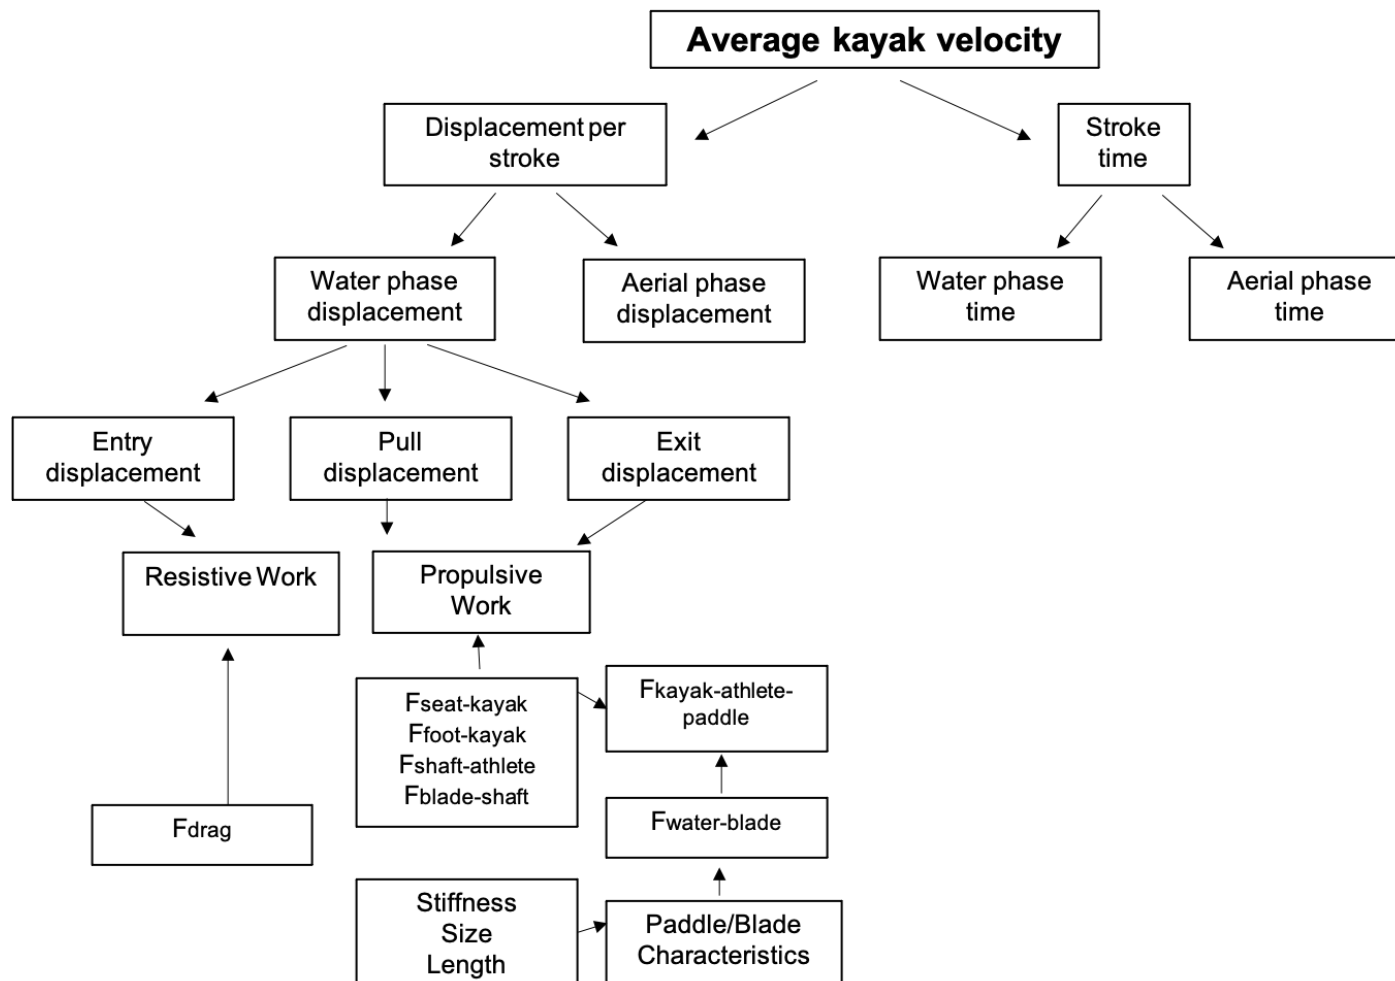 Average kayak velocity
Displacement per
stroke
Stroke
time
Water phase
displacement
Aerial phase
displacement
Water phase
time
Aerial phase
time
Entry
displacement
Pull
displacement
Exit
displacement
Resistive Work
Propulsive
Work
Fseat-kayak
Ffoot-kayak
Fshaft-athlete
Fblade-shaft
Fkayak-athlete-
paddle
Fdrag
Fwater-blade
Stiffness
Size
Length
Paddle/Blade
Characteristics